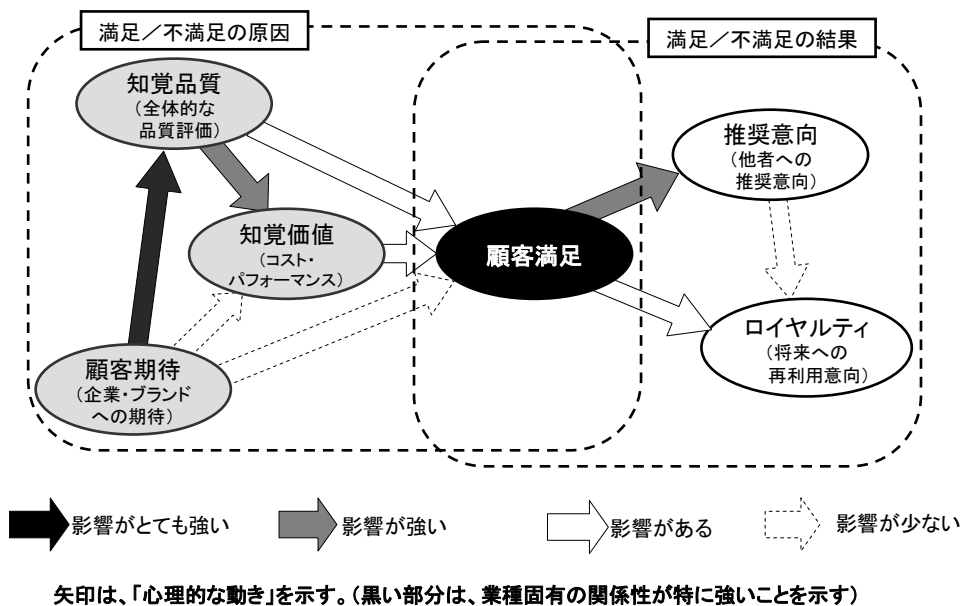 満足／不満足の原因
満足／不満足の結果
知覚品質
（全体的な
品質評価）
推奨意向
（他者への
推奨意向）
知覚価値
（コスト・
パフォーマンス）
顧客満足
ロイヤルティ
（将来への
再利用意向）
顧客期待
（企業・ブランド
への期待）
影響がとても強い
影響が強い
影響がある
影響が少ない
矢印は、「心理的な動き」を示す。（黒い部分は、業種固有の関係性が特に強いことを示す）